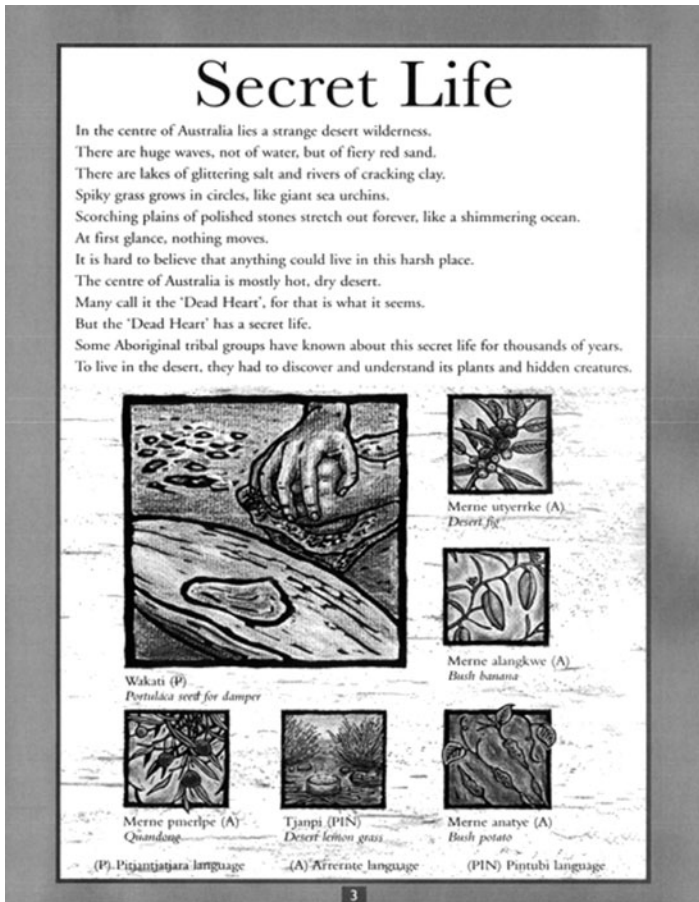 Secret Life
In the centre of Australia lies a strange desert wilderness.
There are huge waves, not of water, but of fiery red sand.
There are lakes of glittering salt and rivers of cracking clay.
Spiky grass grows in circles, like giant sea urchins.
Scorching plains of polished stones stretch out forever, like a shimmering ocean.
At first glance, nothing moves.
It is hard to believe that anything could live in this harsh place.
The centre of Australia is mostly hot, dry desert.
Many call it the ‘Dead Heart’, for that is what it seems.
But the ‘Dead Heart’ has a secret life.
Some Aboriginal tribal groups have known about this secret life for thousands of years.
To live in the desert, they had to discover and understand its plants and hidden creatures.
Merne utyerrke (A)
Desert fig
Merne alangkwe (A)
Bush banana
Wakati (P)
Portulaca seed for damper
Merne pmerlpe (A)
Quandong
Tjanpi (PIN)
Desert lemon grass
Merne anatye (A)
Bush potato
(P) Pitjantjatjara language
(A) Arrernte language
(PIN) Pintubi language
3